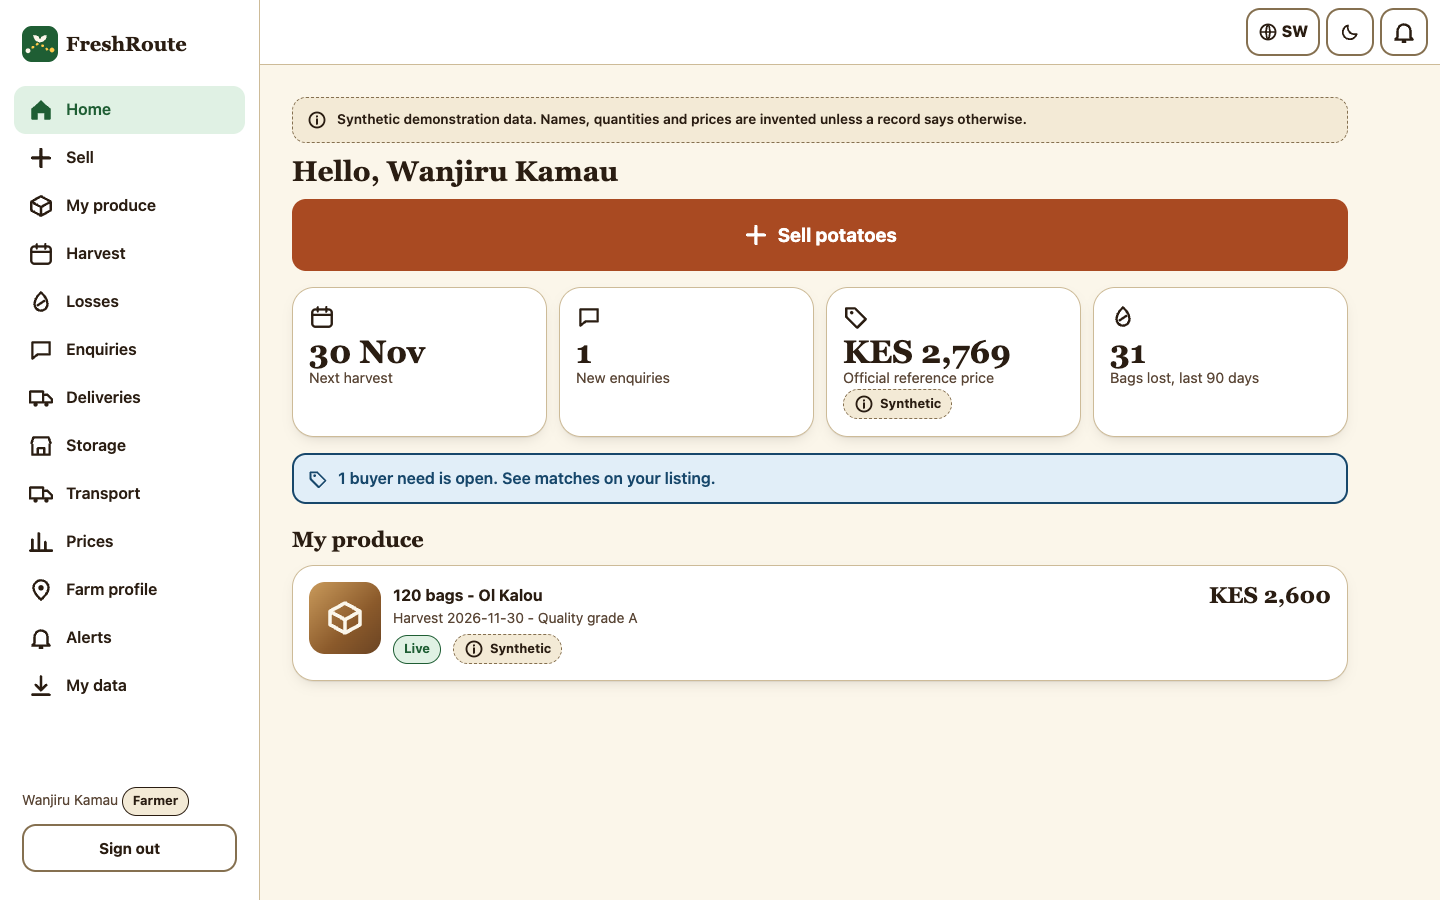 FreshRoute
SW
Home
Sell
My produce
Harvest
Losses
Enquiries
Deliveries
Storage
Transport
Prices
Farm profile
Alerts
My data
Wanjiru Kamau Farmer
Sign out
Synthetic demonstration data. Names, quantities and prices are invented unless a record says otherwise.
Hello, Wanjiru Kamau
Sell potatoes
30 Nov
Next harvest
1
New enquiries
KES 2,769
Official reference price
Synthetic
31
Bags lost, last 90 days
1 buyer need is open. See matches on your listing.
My produce
120 bags - Ol Kalou
KES 2,600
Harvest 2026-11-30 - Quality grade A
Live
Synthetic